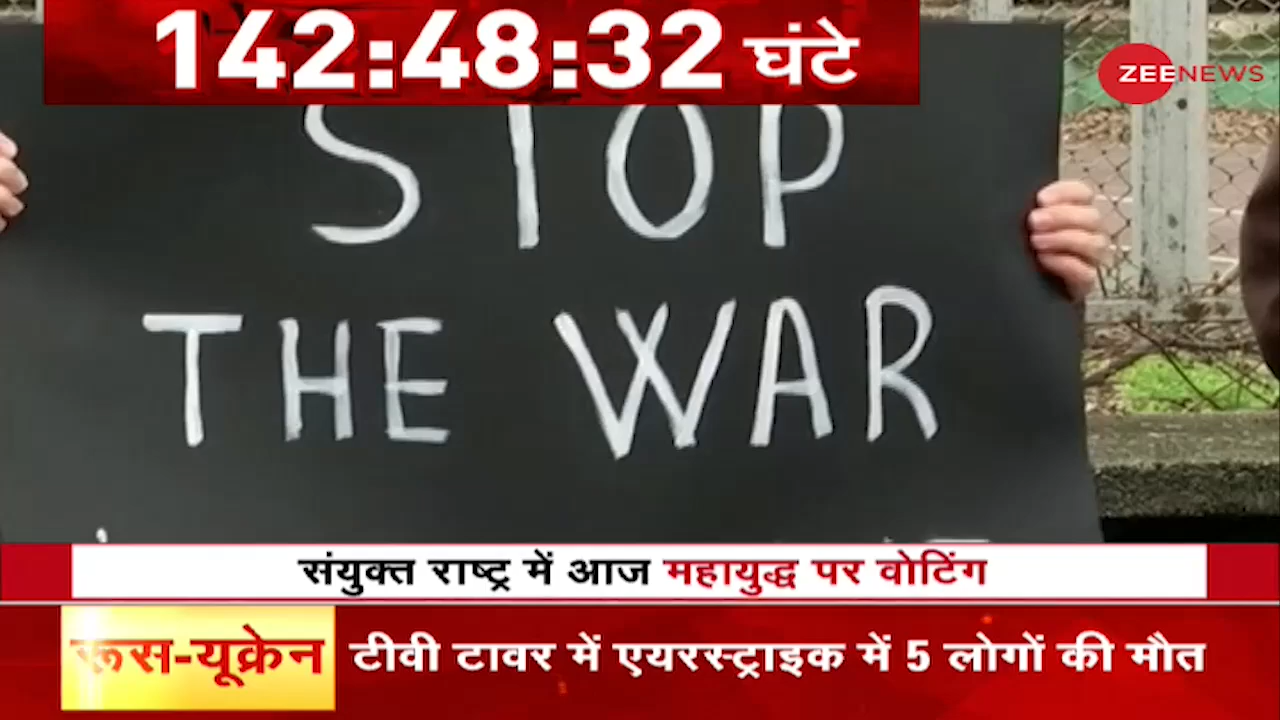 142:48:32 घंटे
ZEENEWS
STOP
THE WAR
संयुक्त राष्ट्र में आज महायुद्ध पर वोटिंग
रूस-यूक्रेन
टीवी टावर में एयरस्ट्राइक में 5 लोगों की मौत